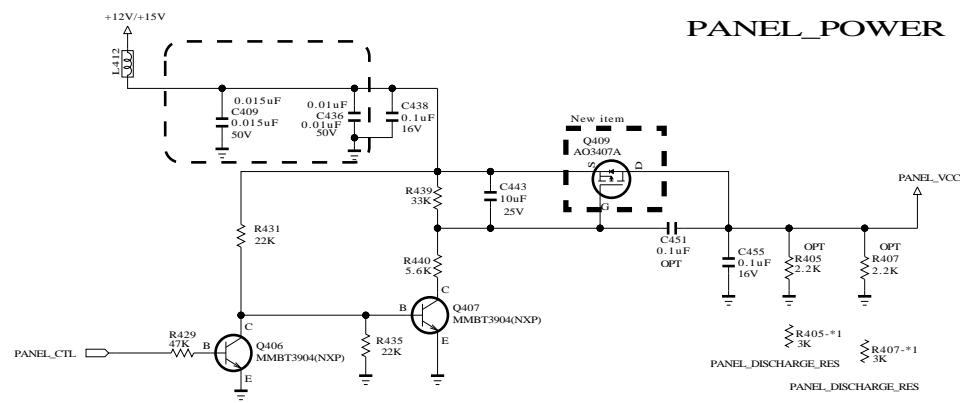 PANEL_POWER
+12V/+15V
L412
0.015uF
C409
0.015uF
50V
0.01uF
C436
0.01uF
50V
C438
0.1uF
16V
New item
Q409
AO3407A
S
D
G
R439
33K
C443
10uF
25V
PANEL_VCC
R431
22K
R440
5.6K
C451
0.1uF
OPT
C455
0.1uF
16V
OPT
R405
2.2K
OPT
R407
2.2K
C
B
Q407
MMBT3904(NXP)
E
R429
47K
C
B
Q406
MMBT3904(NXP)
E
R435
22K
PANEL_CTL
R405-*1
3K
PANEL_DISCHARGE_RES
R407-*1
3K
PANEL_DISCHARGE_RES